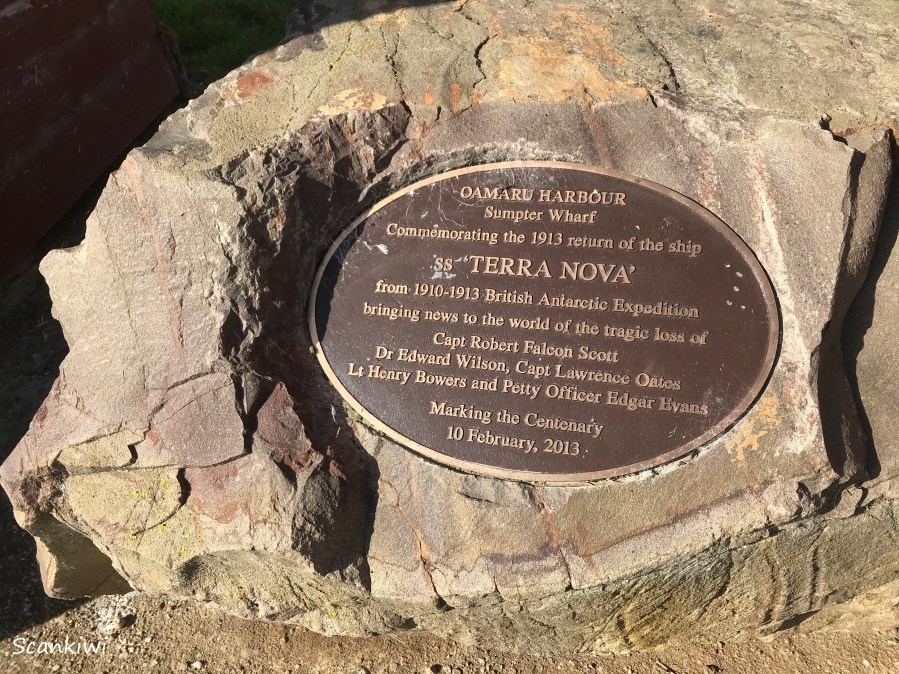 OAMARU HARBOUR
Sumpter Wharf
Commemorating the 1913 return of the ship
SS 'TERRA NOVA'
from 1910-1913 British Antarctic Expedition
bringing news to the world of the tragic loss of
Capt Robert Falcon Scott
Dr Edward Wilson, Capt Lawrence Oates
Lt Henry Bowers and Petty Officer Edgar Evans
Marking the Centenary
10 February, 2013
Scankiwi